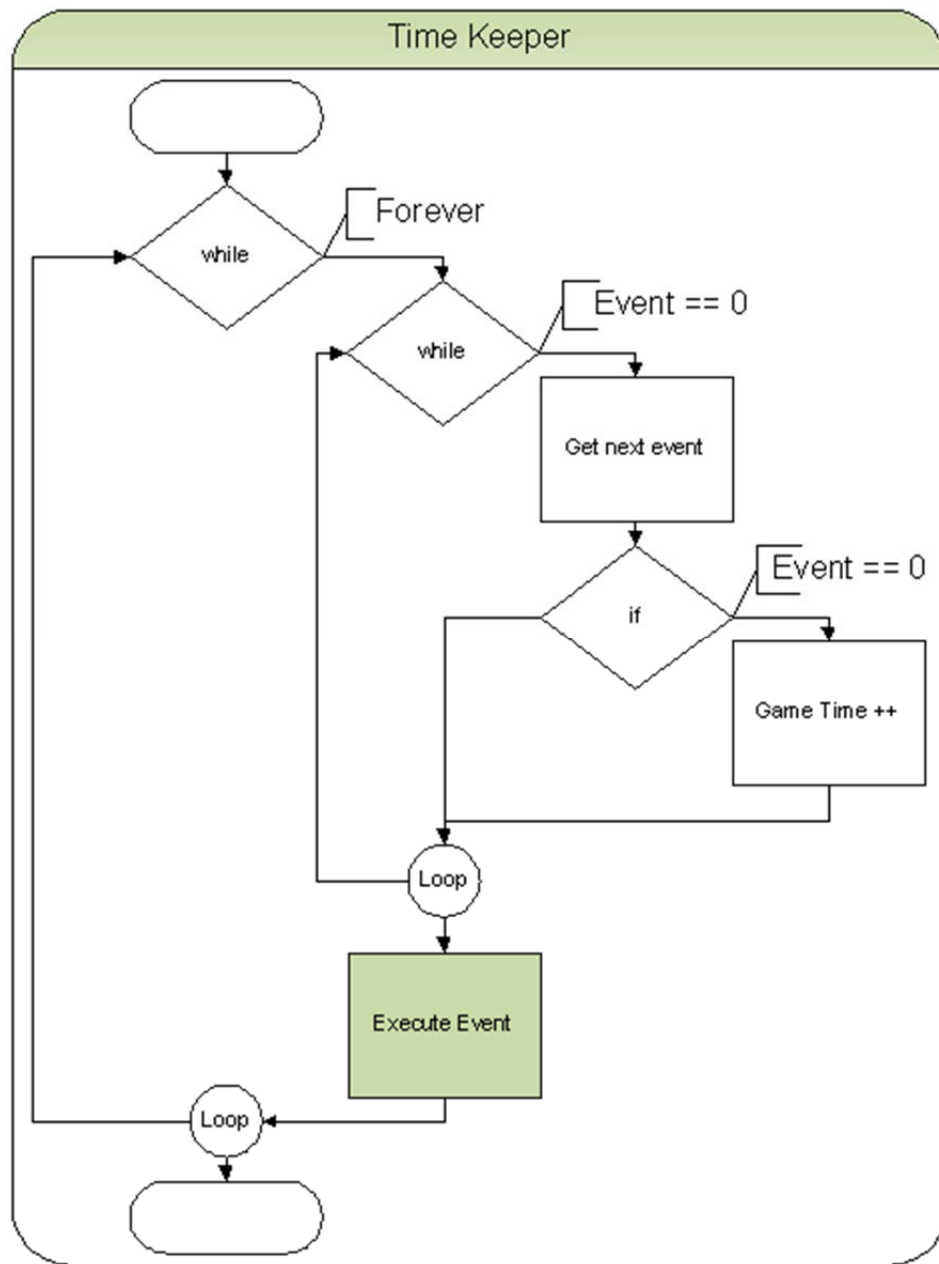 Time Keeper
Forever
while
Event == 0
while
Get next event
Event == 0
if
Game Time ++
Loop
Execute Event
Loop